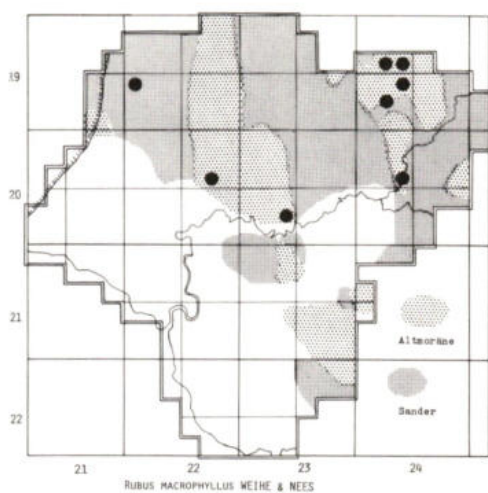 19
20
21
22
Altmoräne
Sander
21 22 23 24
RUBUS MACROPHYLLUS WEIHE & NEES